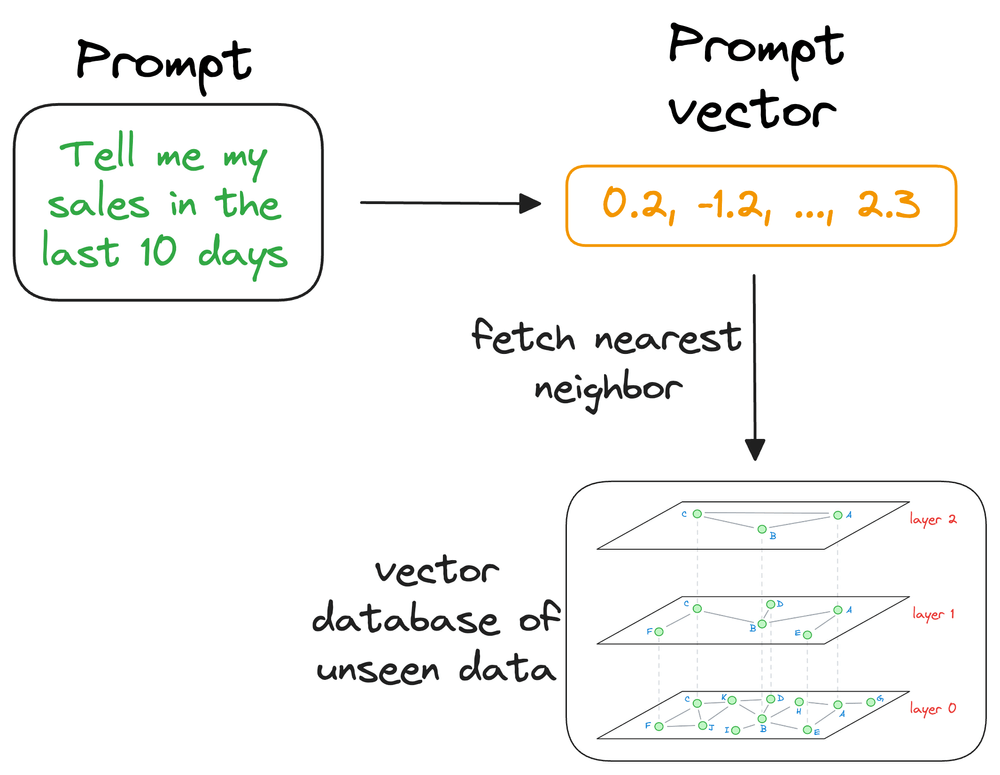 Prompt
Tell me my
sales in the
last 10 days
Prompt
vector
0.2, -1.2, ..., 2.3
fetch nearest
neighbor
vector
database of
unseen data
C
A
B
layer 2
C
D
A
B
F
E
layer 1
C
K
D
H
G
A
F
J
I
B
E
layer 0